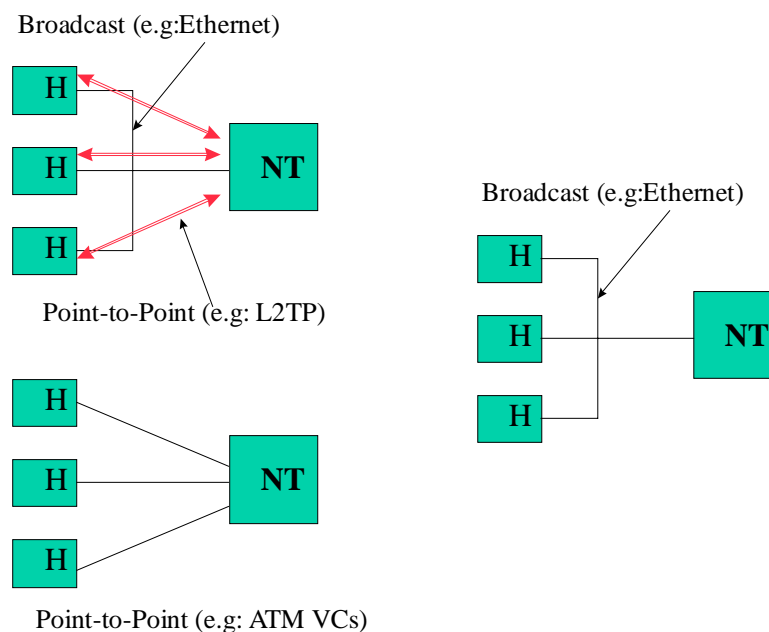 Broadcast (e.g:Ethernet)
H
H
NT
H
Point-to-Point (e.g: L2TP)
H
H
NT
H
Point-to-Point (e.g: ATM VCs)
Broadcast (e.g:Ethernet)
H
H
NT
H